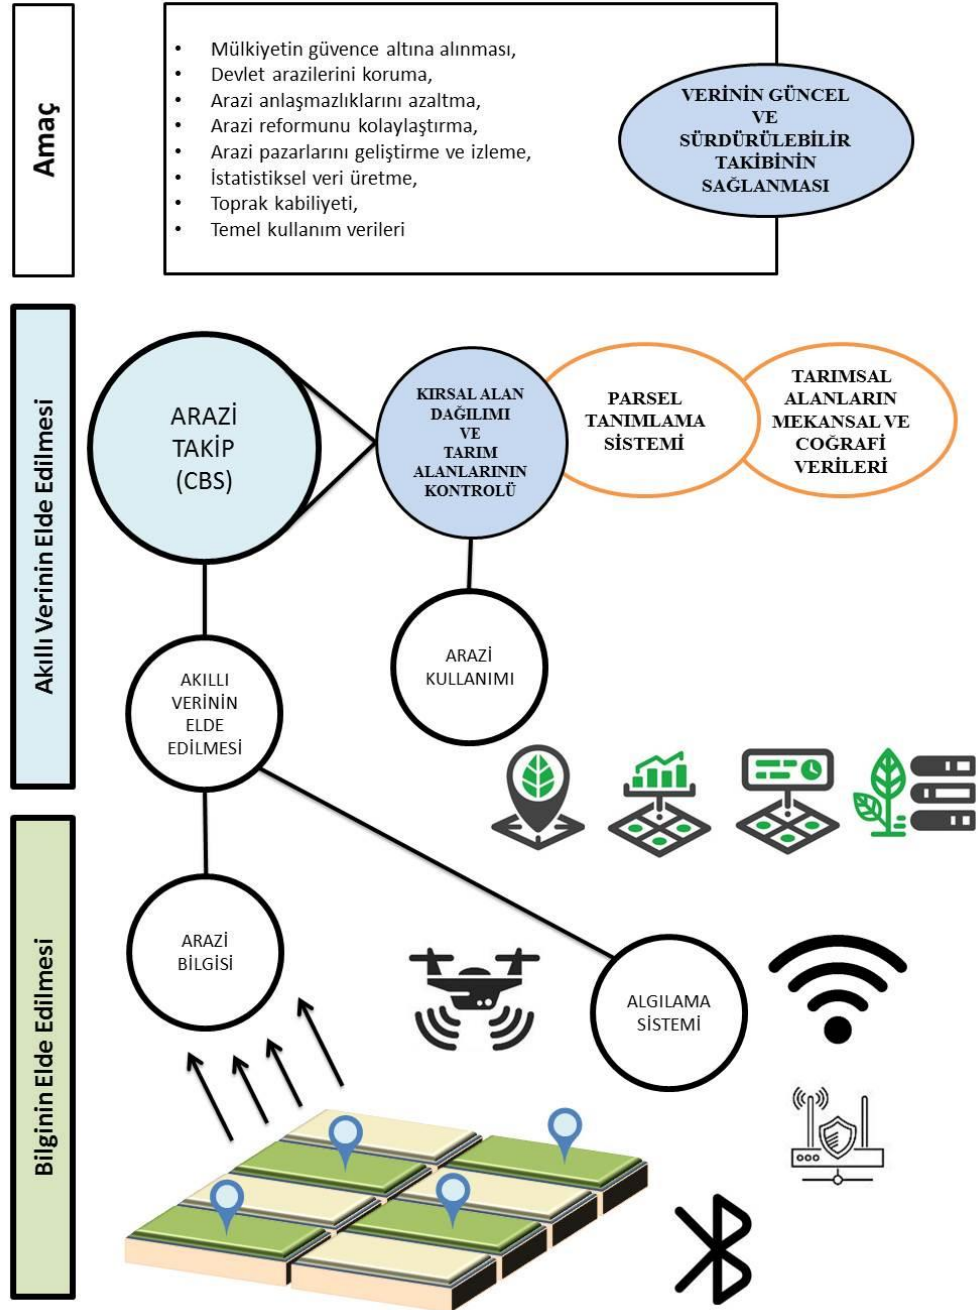 Amaç
• Mülkiyetin güvence altına alınması,
• Devlet arazilerini koruma,
• Arazi anlaşmazlıklarını azaltma,
• Arazi reformunu kolaylaştırma,
• Arazi pazarlarını geliştirme ve izleme,
• İstatistiksel veri üretme,
• Toprak kabiliyeti,
• Temel kullanım verileri
VERİNİN GÜNCEL
VE
SÜRDÜRÜLEBİLİR
TAKİBİNİN
SAĞLANMASI
Akıllı Verinin Elde Edilmesi
ARAZİ
TAKİP
(CBS)
KIRSAL ALAN
DAĞILIMI
VE
TARIM
ALANLARININ
KONTROLÜ
PARSEL
TANIMLAMA
SİSTEMİ
TARIMSAL
ALANLARIN
MEKANSAL VE
COĞRAFİ
VERİLERİ
AKILLI
VERİNİN
ELDE
EDİLMESİ
ARAZİ
KULLANIMI
Bilginin Elde Edilmesi
ARAZİ
BİLGİSİ
ALGILAMA
SİSTEMİ